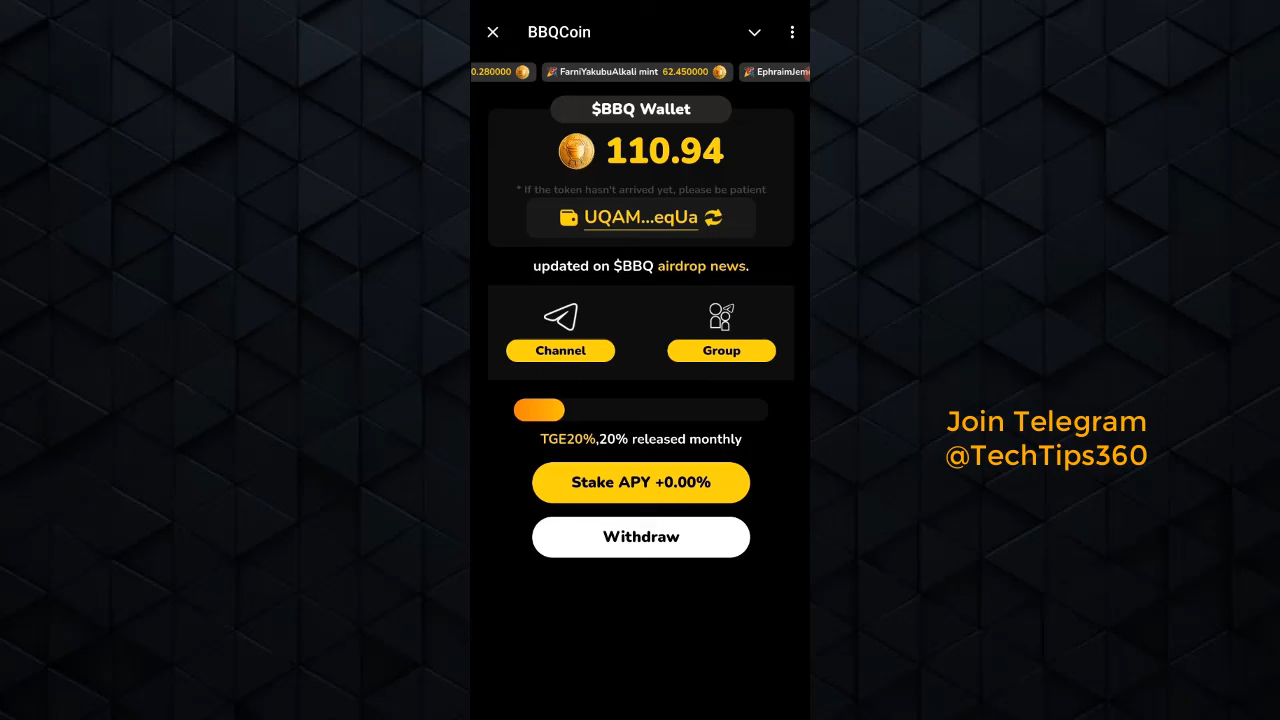 BBQCoin
0.280000
🎉 FarniYakubuAlkali mint 62.450000
🎉 EphraimJem
$BBQ Wallet
110.94
* If the token hasn't arrived yet, please be patient
UQAM...eqUa
updated on $BBQ airdrop news.
Channel
Group
TGE20%,20% released monthly
Stake APY +0.00%
Withdraw
Join Telegram
@TechTips360